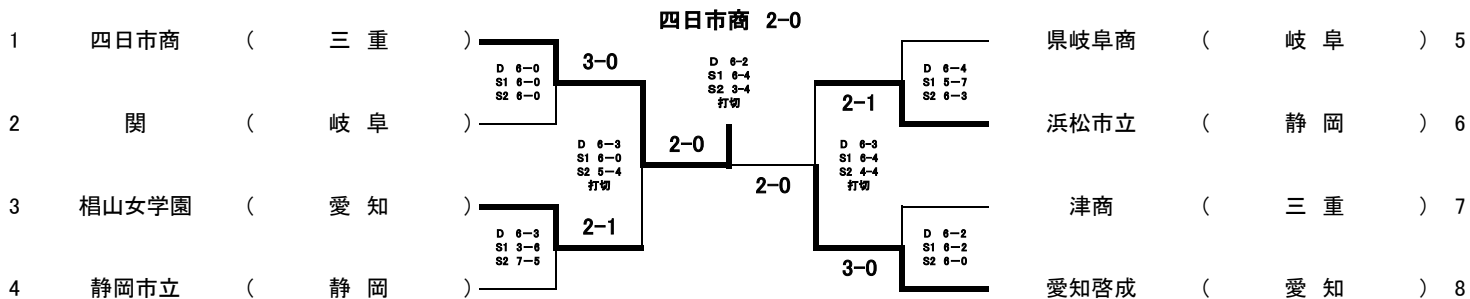 四日市商 2-0
1 四日市商 ( 三 重 )
D 6-0
S1 6-0
S2 6-0
3-0
2 関 ( 岐 阜 )
D 6-3
S1 6-0
S2 5-4
打切
2-0
3 椙山女学園 ( 愛 知 )
D 6-3
S1 3-6
S2 7-5
2-1
4 静岡市立 ( 静 岡 )
D 6-2
S1 6-4
S2 3-4
打切
県岐阜商 ( 岐 阜 ) 5
D 6-4
S1 5-7
S2 6-3
2-1
浜松市立 ( 静 岡 ) 6
D 6-3
S1 6-4
S2 4-4
打切
2-0
津商 ( 三 重 ) 7
D 6-2
S1 6-2
S2 6-0
3-0
愛知啓成 ( 愛 知 ) 8